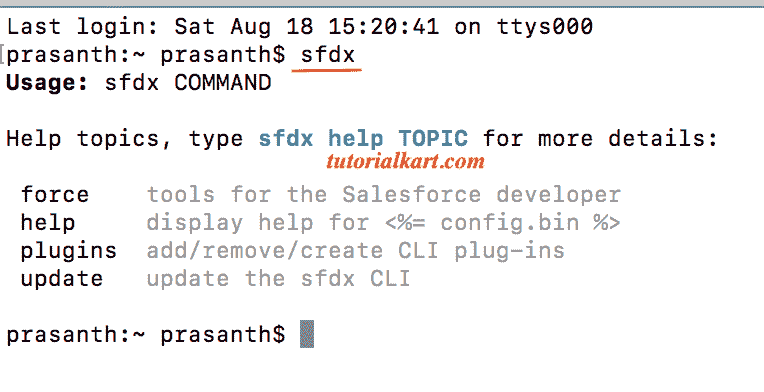 Last login: Sat Aug 18 15:20:41 on ttys000
prasanth:~ prasanth$ sfdx
Usage: sfdx COMMAND
Help topics, type sfdx help TOPIC for more details:
tutorialkart.com
force tools for the Salesforce developer
help display help for <%= config.bin %>
plugins add/remove/create CLI plug-ins
update update the sfdx CLI
prasanth:~ prasanth$